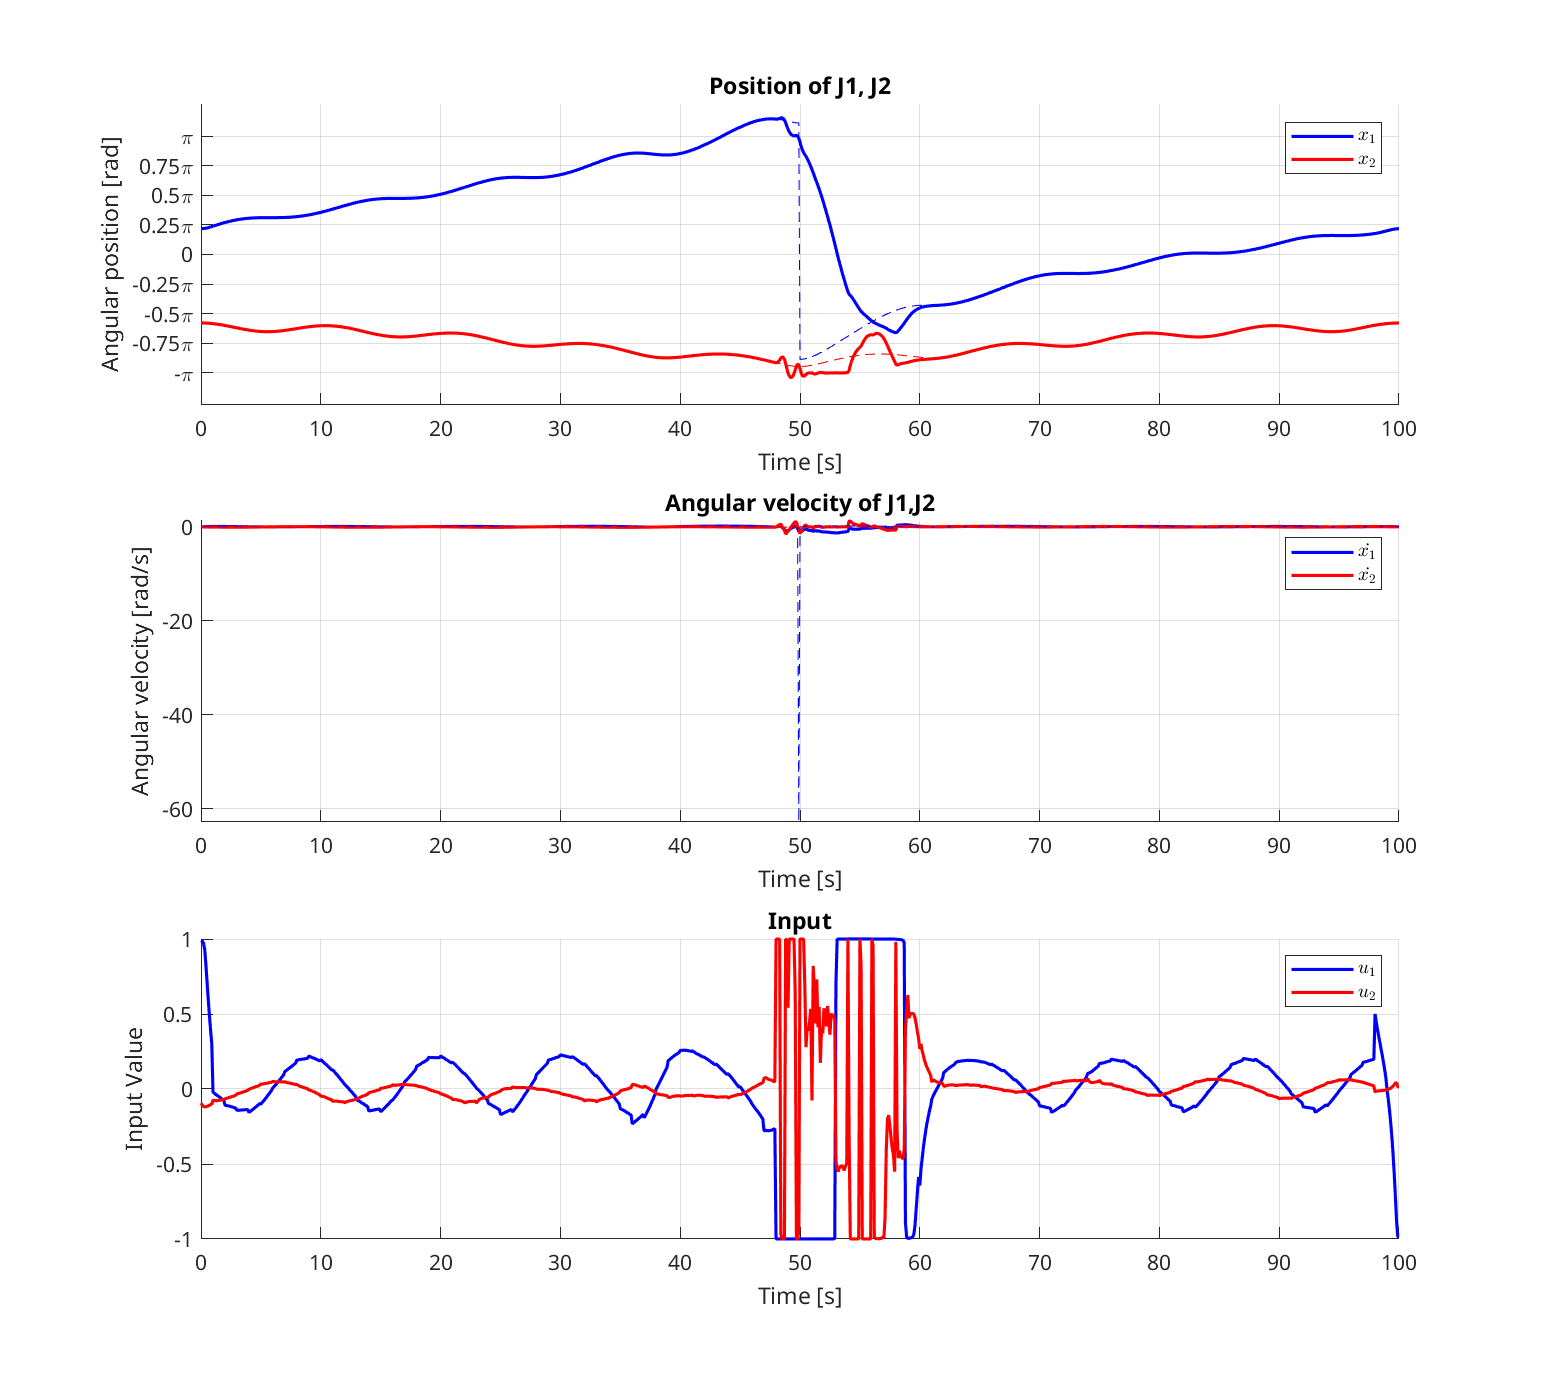 Position of J1, J2
Angular position [rad]
π
0.75π
0.5π
0.25π
0
-0.25π
-0.5π
-0.75π
-π
x₁
x₂
0 10 20 30 40 50 60 70 80 90 100
Time [s]
Angular velocity of J1,J2
Angular velocity [rad/s]
0
-20
-40
-60
ẋ₁
ẋ₂
0 10 20 30 40 50 60 70 80 90 100
Time [s]
Input
Input Value
1
0.5
0
-0.5
-1
u₁
u₂
0 10 20 30 40 50 60 70 80 90 100
Time [s]